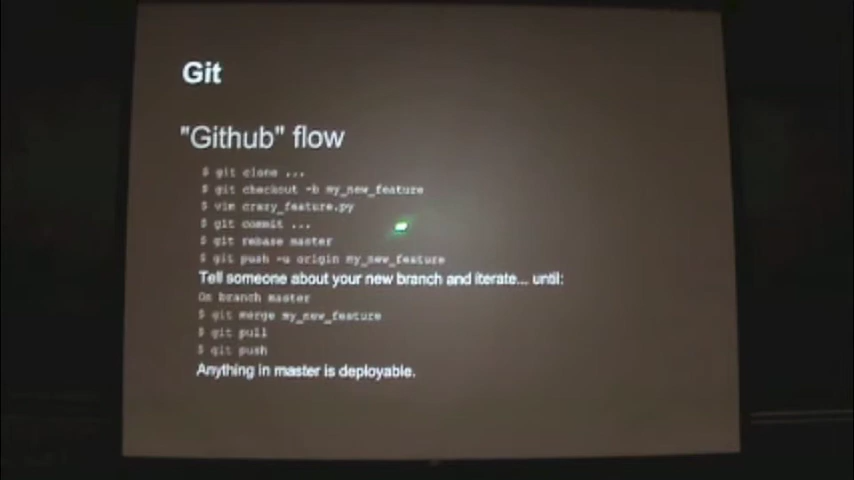 Git
"Github" flow
$ git clone ...
$ git checkout -b my_new_feature
$ vim crazy_feature.py
$ git commit ...
$ git rebase master
$ git push -u origin my_new_feature
Tell someone about your new branch and iterate... until:
On branch master
$ git merge my_new_feature
$ git pull
$ git push
Anything in master is deployable.